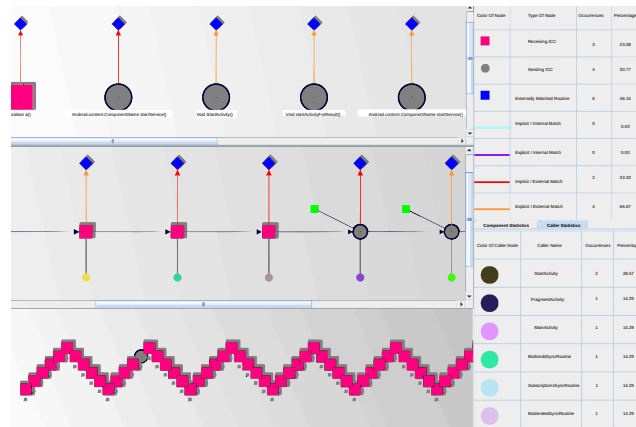 oolean a()
Android.content.ComponentName startService()
Void StartActivity()
Void startActivityForResult()
Android.content.ComponentName startService()
Color Of Node Type Of Node Occurrences Percentage
Receiving ICC 3 23.08
Sending ICC 4 30.77
Externally Matched Routine 6 46.15
Implicit / Internal Match 0 0.00
Explicit / Internal Match 0 0.00
Implicit / External Match 2 33.33
Explicit / External Match 4 66.67
Component Statistics Caller Statistics
Color Of Caller Node Caller Name Occurrences Percenta
StartActivity 2 28.57
FragmentActivity 1 14.29
MainActivity 1 14.29
MultiredditSyncRoutine 1 14.29
SubscriptionsSyncRoutine 1 14.29
ModeratedSyncRoutine 1 14.29